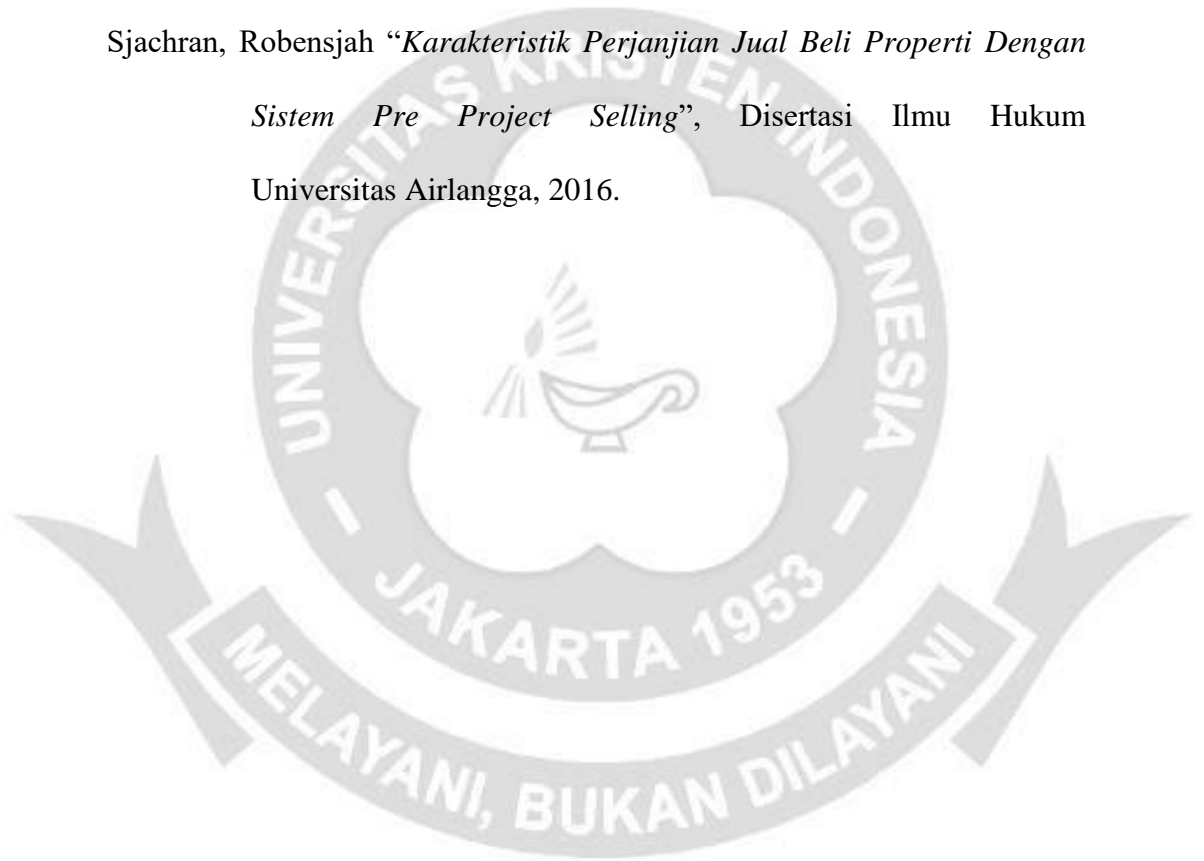 Sjachran, Robensjah “Karakteristik Perjanjian Jual Beli Properti Dengan
Sistem Pre Project Selling”, Disertasi Ilmu Hukum
Universitas Airlangga, 2016.
UNIVERSITAS KRISTEN INDONESIA
- JAKARTA 1953 -
MELAYANI, BUKAN DILAYANI